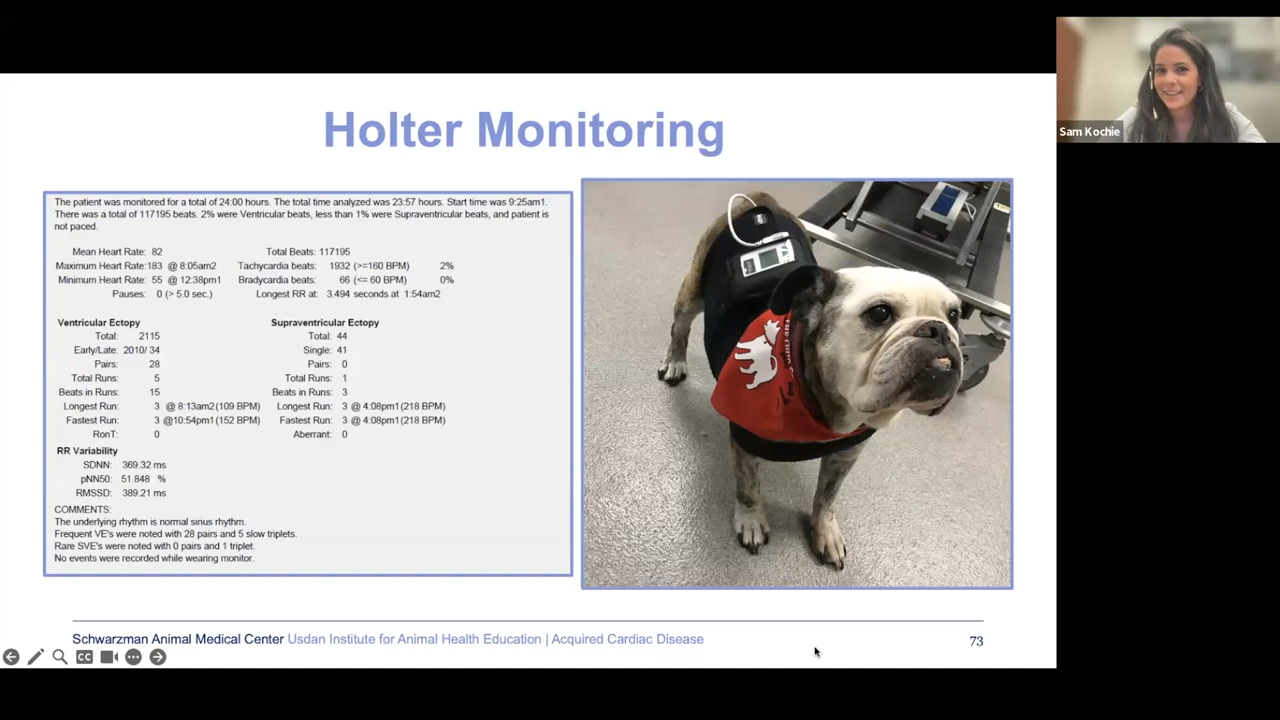 Holter Monitoring
Sam Kochie
The patient was monitored for a total of 24:00 hours. The total time analyzed was 23:57 hours. Start time was 9:25am1.
There was a total of 117195 beats. 2% were Ventricular beats, less than 1% were Supraventricular beats, and patient is
not paced.
Mean Heart Rate: 82 Total Beats: 117195
Maximum Heart Rate: 183 @ 8:05am2 Tachycardia beats: 1932 (>=160 BPM) 2%
Minimum Heart Rate: 55 @ 12:38pm1 Bradycardia beats: 66 (<= 60 BPM) 0%
Pauses: 0 (> 5.0 sec.) Longest RR at: 3.494 seconds at 1:54am2
Ventricular Ectopy Supraventricular Ectopy
Total: 2115 Total: 44
Early/Late: 2010/ 34 Single: 41
Pairs: 28 Pairs: 0
Total Runs: 5 Total Runs: 1
Beats in Runs: 15 Beats in Runs: 3
Longest Run: 3 @ 8:13am2 (109 BPM) Longest Run: 3 @ 4:08pm1 (218 BPM)
Fastest Run: 3 @10:54pm1 (152 BPM) Fastest Run: 3 @ 4:08pm1 (218 BPM)
RonT: 0 Aberrant: 0
RR Variability
SDNN: 369.32 ms
pNN50: 51.848 %
RMSSD: 389.21 ms
COMMENTS:
The underlying rhythm is normal sinus rhythm.
Frequent VE's were noted with 28 pairs and 5 slow triplets.
Rare SVE's were noted with 0 pairs and 1 triplet.
No events were recorded while wearing monitor.
Schwarzman Animal Medical Center Usdan Institute for Animal Health Education | Acquired Cardiac Disease
73
CC